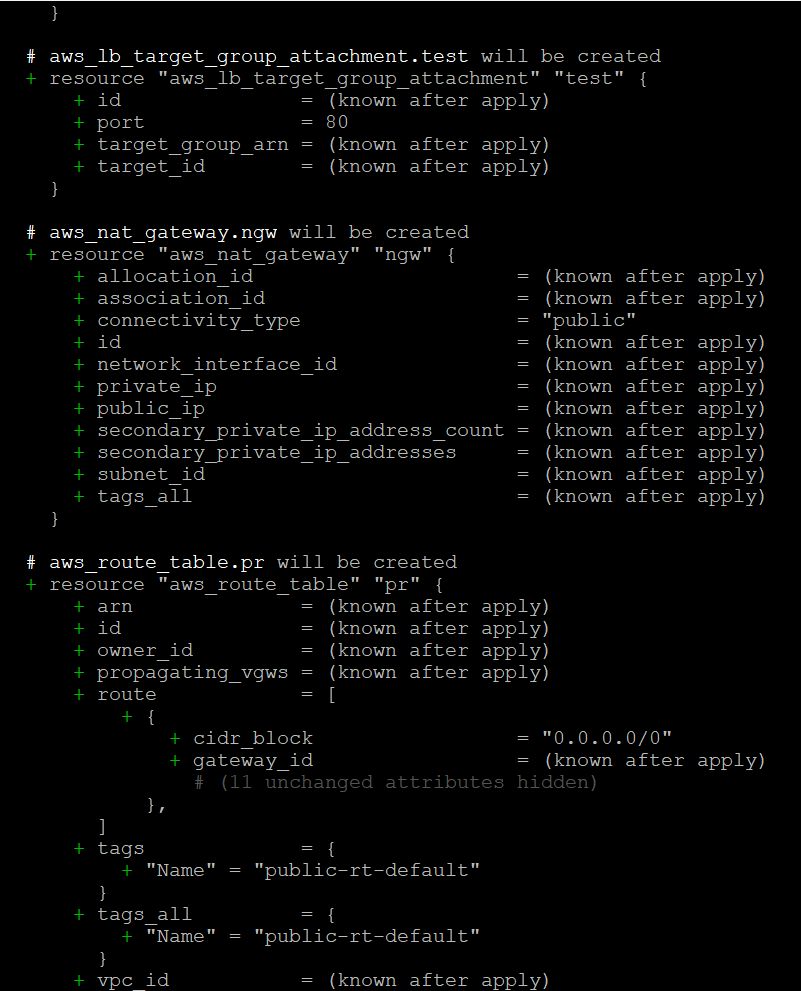 }
# aws_lb_target_group_attachment.test will be created
+ resource "aws_lb_target_group_attachment" "test" {
+ id = (known after apply)
+ port = 80
+ target_group_arn = (known after apply)
+ target_id = (known after apply)
}
# aws_nat_gateway.ngw will be created
+ resource "aws_nat_gateway" "ngw" {
+ allocation_id = (known after apply)
+ association_id = (known after apply)
+ connectivity_type = "public"
+ id = (known after apply)
+ network_interface_id = (known after apply)
+ private_ip = (known after apply)
+ public_ip = (known after apply)
+ secondary_private_ip_address_count = (known after apply)
+ secondary_private_ip_addresses = (known after apply)
+ subnet_id = (known after apply)
+ tags_all = (known after apply)
}
# aws_route_table.pr will be created
+ resource "aws_route_table" "pr" {
+ arn = (known after apply)
+ id = (known after apply)
+ owner_id = (known after apply)
+ propagating_vgws = (known after apply)
+ route = [
+ {
+ cidr_block = "0.0.0.0/0"
+ gateway_id = (known after apply)
# (11 unchanged attributes hidden)
},
]
+ tags = {
+ "Name" = "public-rt-default"
}
+ tags_all = {
+ "Name" = "public-rt-default"
}
+ vpc_id = (known after apply)